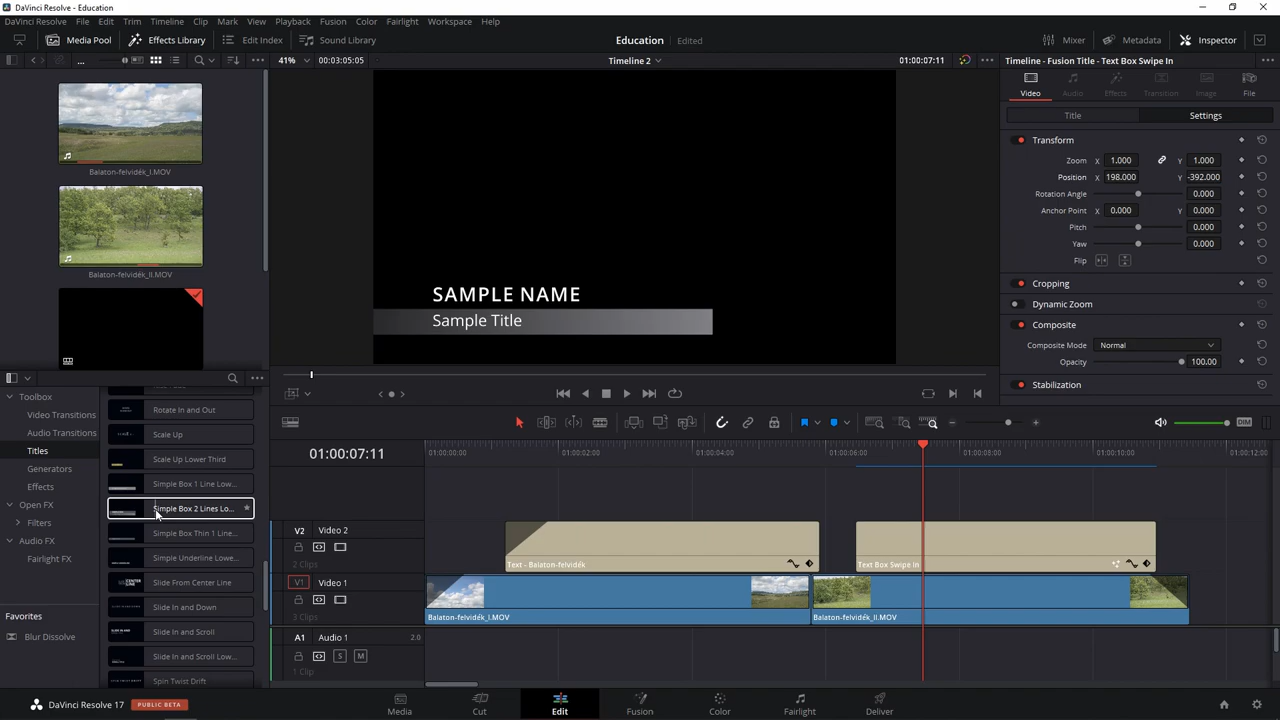 DaVinci Resolve - Education
DaVinci Resolve File Edit Trim Timeline Clip Mark View Playback Fusion Color Fairlight Workspace Help
Media Pool Effects Library Edit Index Sound Library
Education Edited
Mixer Metadata Inspector
...
41% 00:03:05:05
Timeline 2
01:00:07:11
Timeline - Fusion Title - Text Box Swipe In
Video Audio Effects Transition Image File
Title Settings
Transform
Zoom X 1.000 Y 1.000
Position X 198.000 Y -392.000
Rotation Angle 0.000
Anchor Point X 0.000 Y 0.000
Pitch 0.000
Yaw 0.000
Flip
Cropping
Dynamic Zoom
Composite
Composite Mode Normal
Opacity 100.00
Stabilization
Balaton-felvidék_I.MOV
Balaton-felvidék_II.MOV
SAMPLE NAME
Sample Title
Toolbox
Video Transitions
Audio Transitions
Titles
Generators
Effects
Open FX
Filters
Audio FX
Fairlight FX
Favorites
Blur Dissolve
Rotate In and Out
Scale Up
Scale Up Lower Third
Simple Box 1 Line Low...
Simple Box 2 Lines Lo...
Simple Box Thin 1 Line...
Simple Underline Lowe...
Slide From Center Line
Slide In and Down
Slide In and Scroll
Slide In and Scroll Low...
Spin Twist Drift
DIM
01:00:07:11
01:00:00:00 01:00:02:00 01:00:04:00 01:00:06:00 01:00:08:00 01:00:10:00 01:00:12:00
V2 Video 2
2 Clips
Text - Balaton-felvidék
Text Box Swipe In
V1 Video 1
3 Clips
Balaton-felvidék_I.MOV
Balaton-felvidék_II.MOV
A1 Audio 1 2.0
S M
1 Clip
DaVinci Resolve 17 PUBLIC BETA
Media Cut Edit Fusion Color Fairlight Deliver